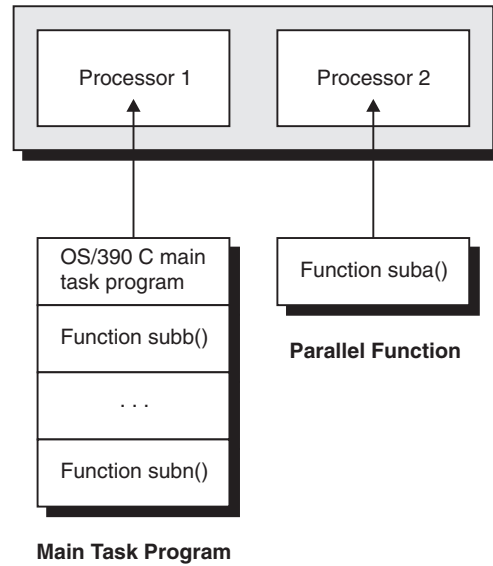 Processor 1
Processor 2
OS/390 C main
task program
Function subb()
. . .
Function subn()
Main Task Program
Function suba()
Parallel Function